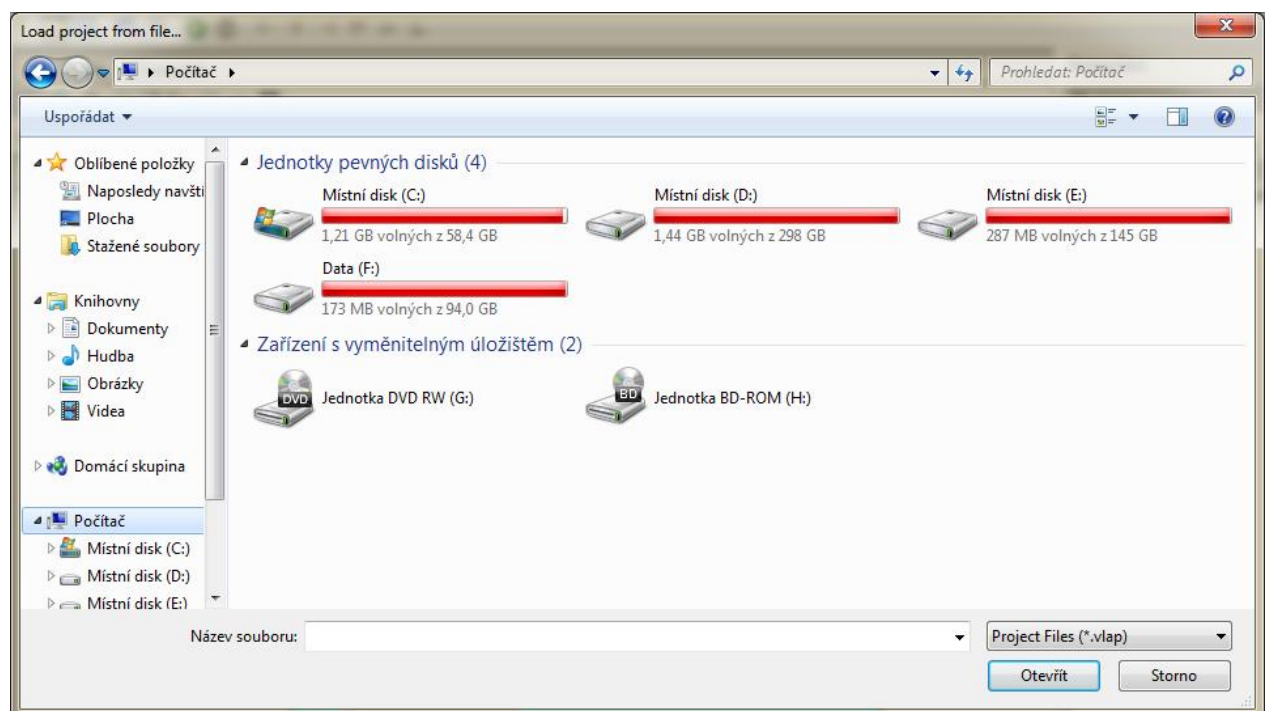 Load project from file...
Počítač
Prohledat: Počítač
Uspořádat
Oblíbené položky
Naposledy navšti
Plocha
Stažené soubory
Knihovny
Dokumenty
Hudba
Obrázky
Videa
Domácí skupina
Počítač
Místní disk (C:)
Místní disk (D:)
Místní disk (E:)
Jednotky pevných disků (4)
Místní disk (C:)
1,21 GB volných z 58,4 GB
Místní disk (D:)
1,44 GB volných z 298 GB
Místní disk (E:)
287 MB volných z 145 GB
Data (F:)
173 MB volných z 94,0 GB
Zařízení s vyměnitelným úložištěm (2)
DVD
Jednotka DVD RW (G:)
BD
Jednotka BD-ROM (H:)
Název souboru:
Project Files (*.vlap)
Otevřít
Storno